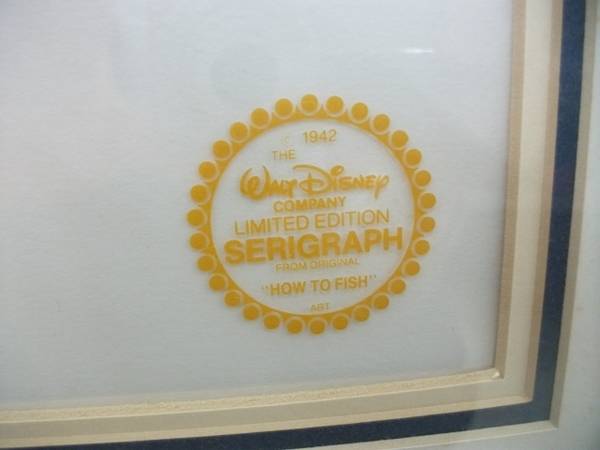 © 1942
THE
Walt Disney
COMPANY
LIMITED EDITION
SERIGRAPH
FROM ORIGINAL
"HOW TO FISH"
ART